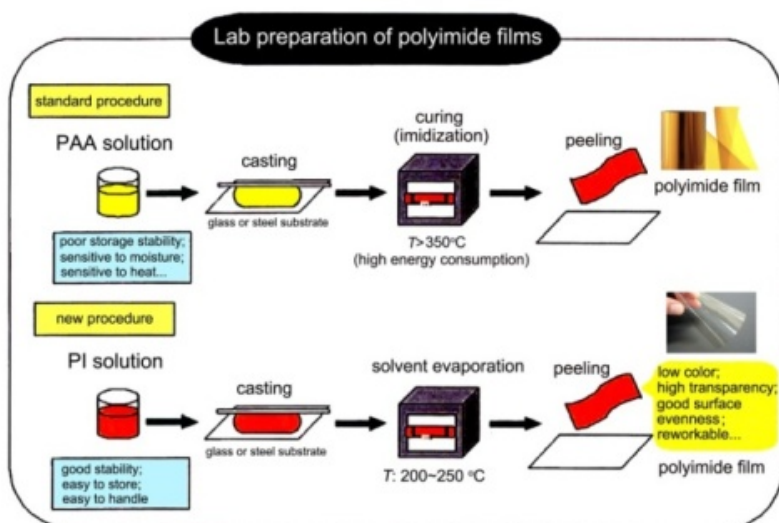 Lab preparation of polyimide films
standard procedure
PAA solution
poor storage stability;
sensitive to moisture;
sensitive to heat...
casting
glass or steel substrate
curing
(imidization)
T>350°C
(high energy consumption)
peeling
polyimide film
new procedure
PI solution
good stability;
easy to store;
easy to handle
casting
glass or steel substrate
solvent evaporation
T: 200~250 °C
peeling
low color;
high transparency;
good surface
evenness;
reworkable...
polyimide film